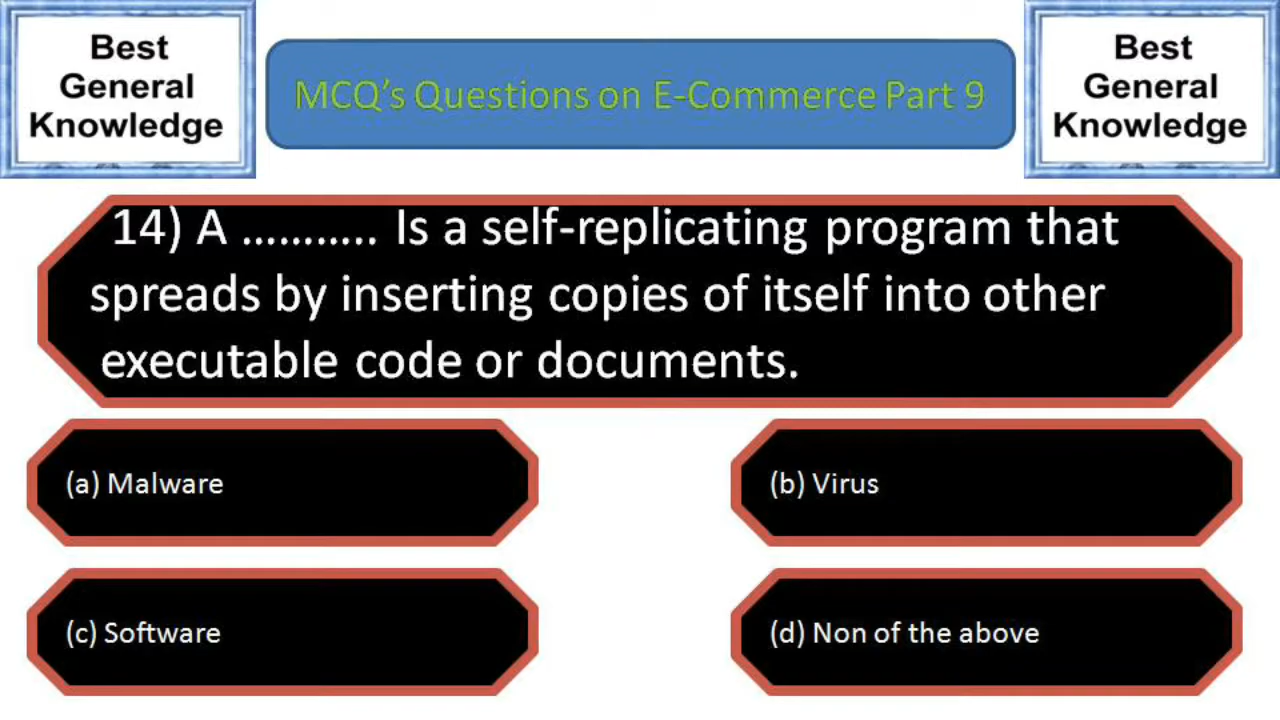 Best
General
Knowledge
MCQ's Questions on E-Commerce Part 9
Best
General
Knowledge
14) A ……….. Is a self-replicating program that
spreads by inserting copies of itself into other
executable code or documents.
(a) Malware
(b) Virus
(c) Software
(d) Non of the above